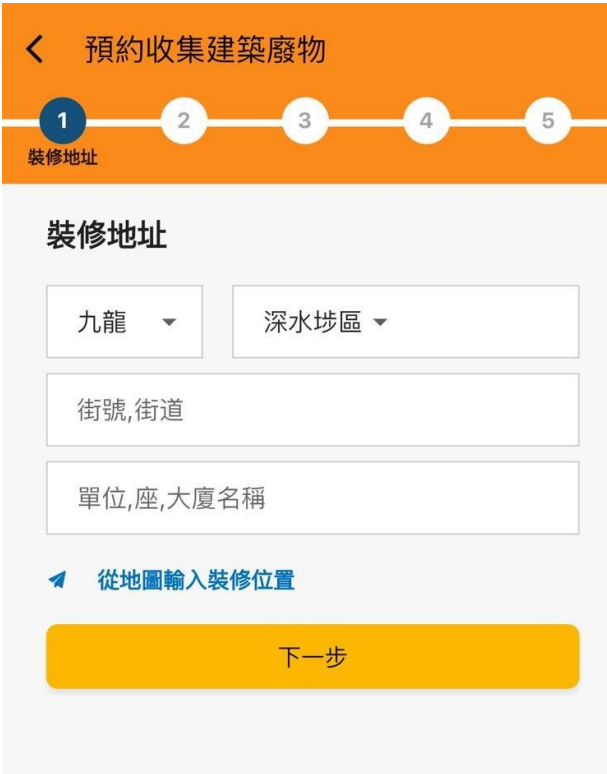 預約收集建築廢物
1
2
3
4
5
裝修地址
裝修地址
九龍
深水埗區
街號,街道
單位,座,大廈名稱
從地圖輸入裝修位置
下一步